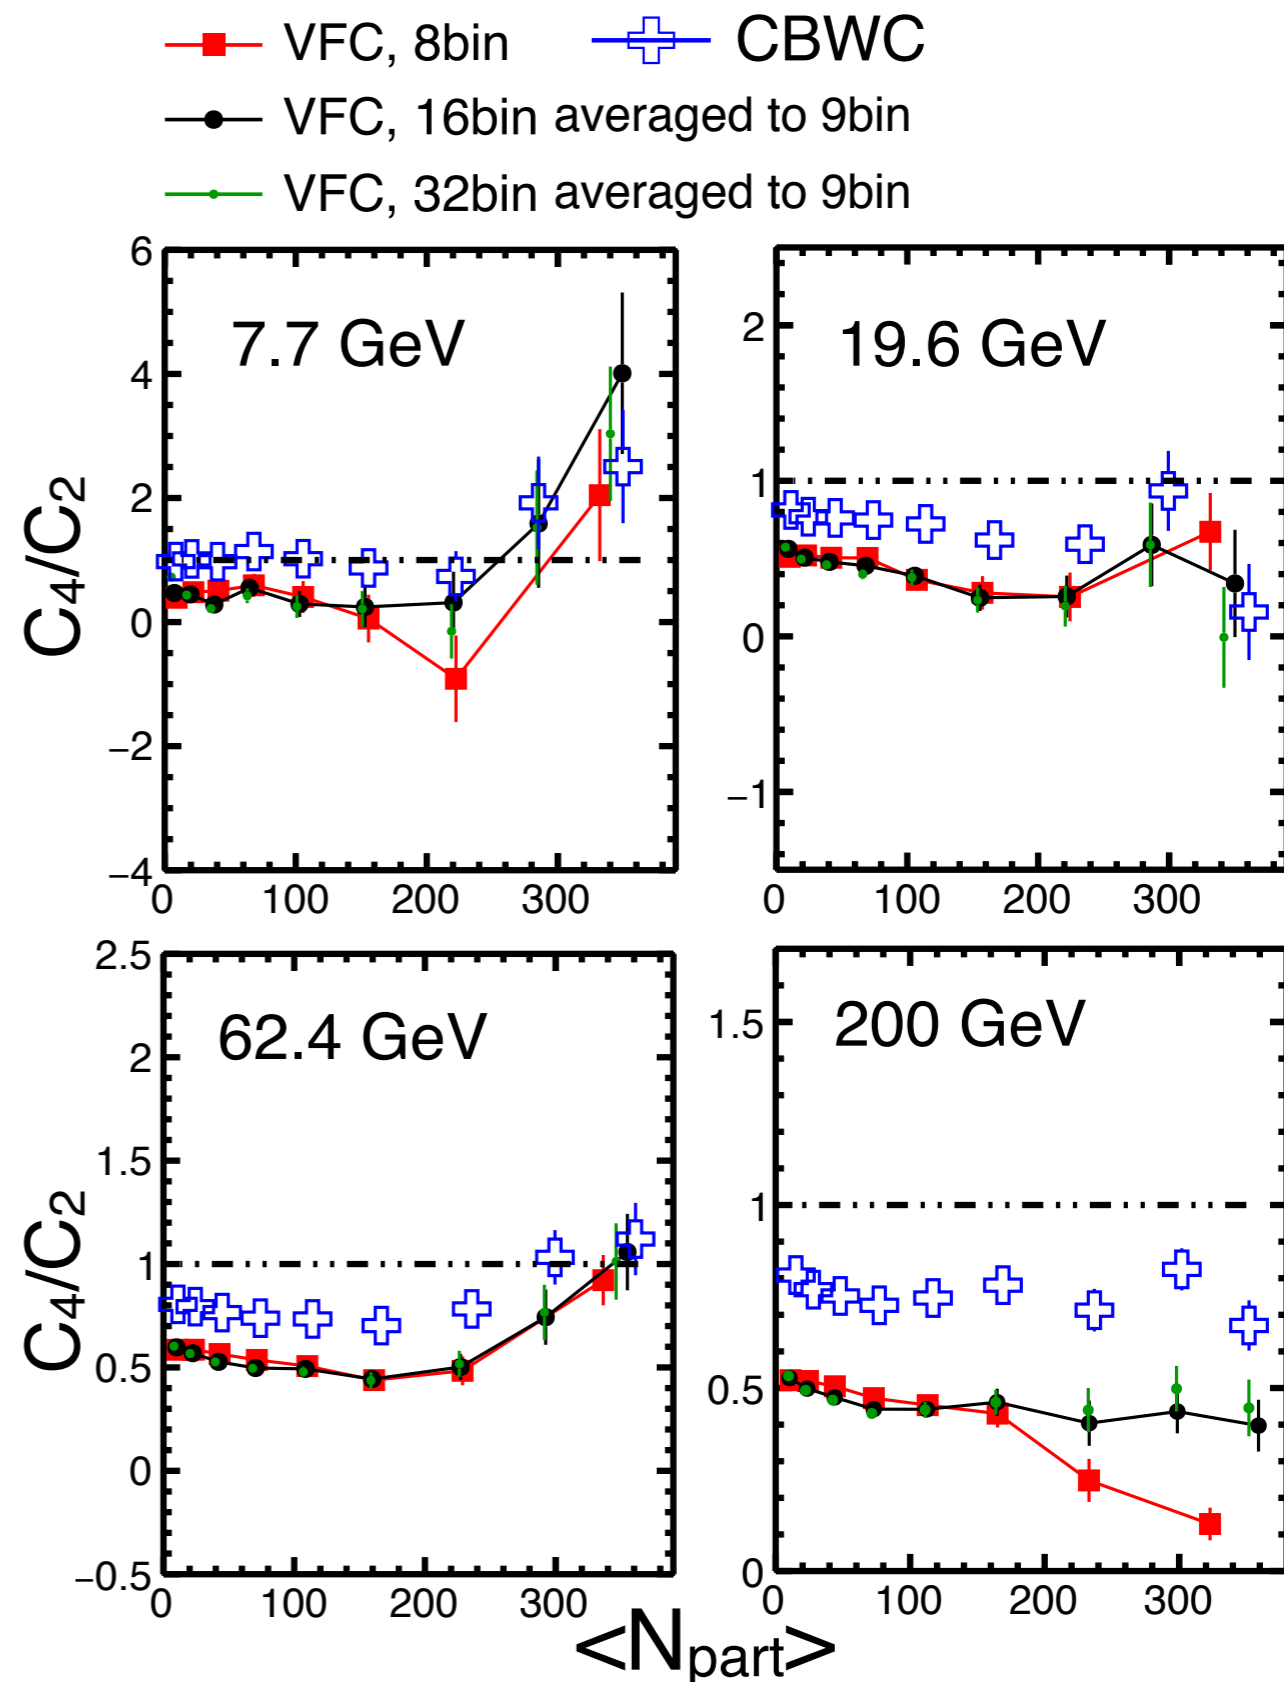 VFC, 8bin CBWC
VFC, 16bin averaged to 9bin
VFC, 32bin averaged to 9bin
C4/C2
6
4
2
1
0
−2
−4
7.7 GeV
0 100 200 300
2
1
0
−1
19.6 GeV
0 100 200 300
C4/C2
2.5
2
1.5
1
0.5
0
−0.5
62.4 GeV
0 100 200 300
1.5
1
0.5
0
200 GeV
0 100 200 300
<Npart>